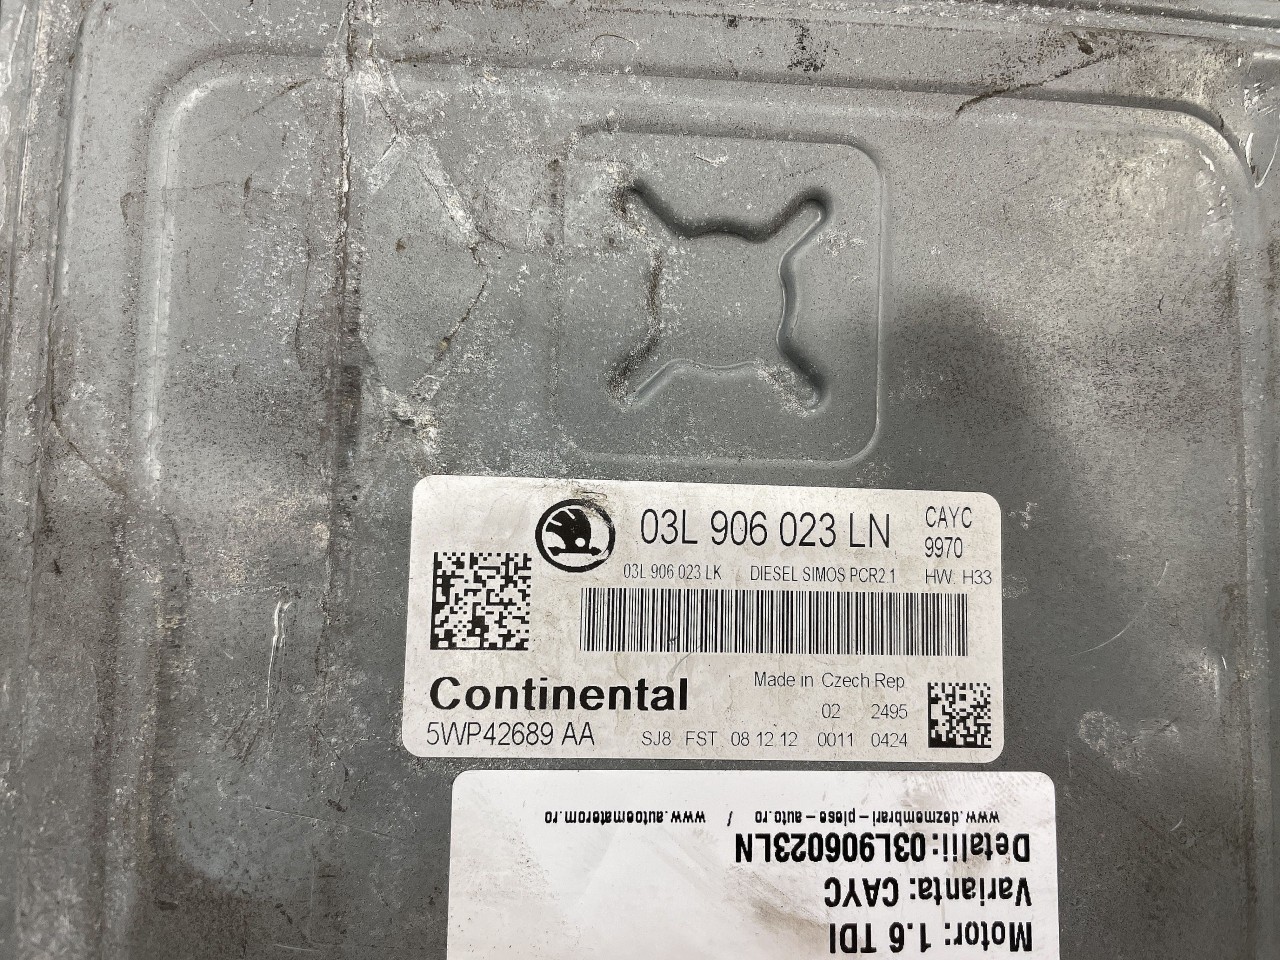 03L 906 023 LN CAYC
9970
03L 906 023 LK DIESEL SIMOS PCR2.1 HW: H33
Continental Made in Czech Rep
02 2495
5WP42689 AA SJ8 FST 08.12.12 0011 0424
Motor: 1.6 TDI
Varianta: CAYC
Detalii: 03L906023LN
www.dezmembrari-piese-auto.ro / www.automaterom.ro